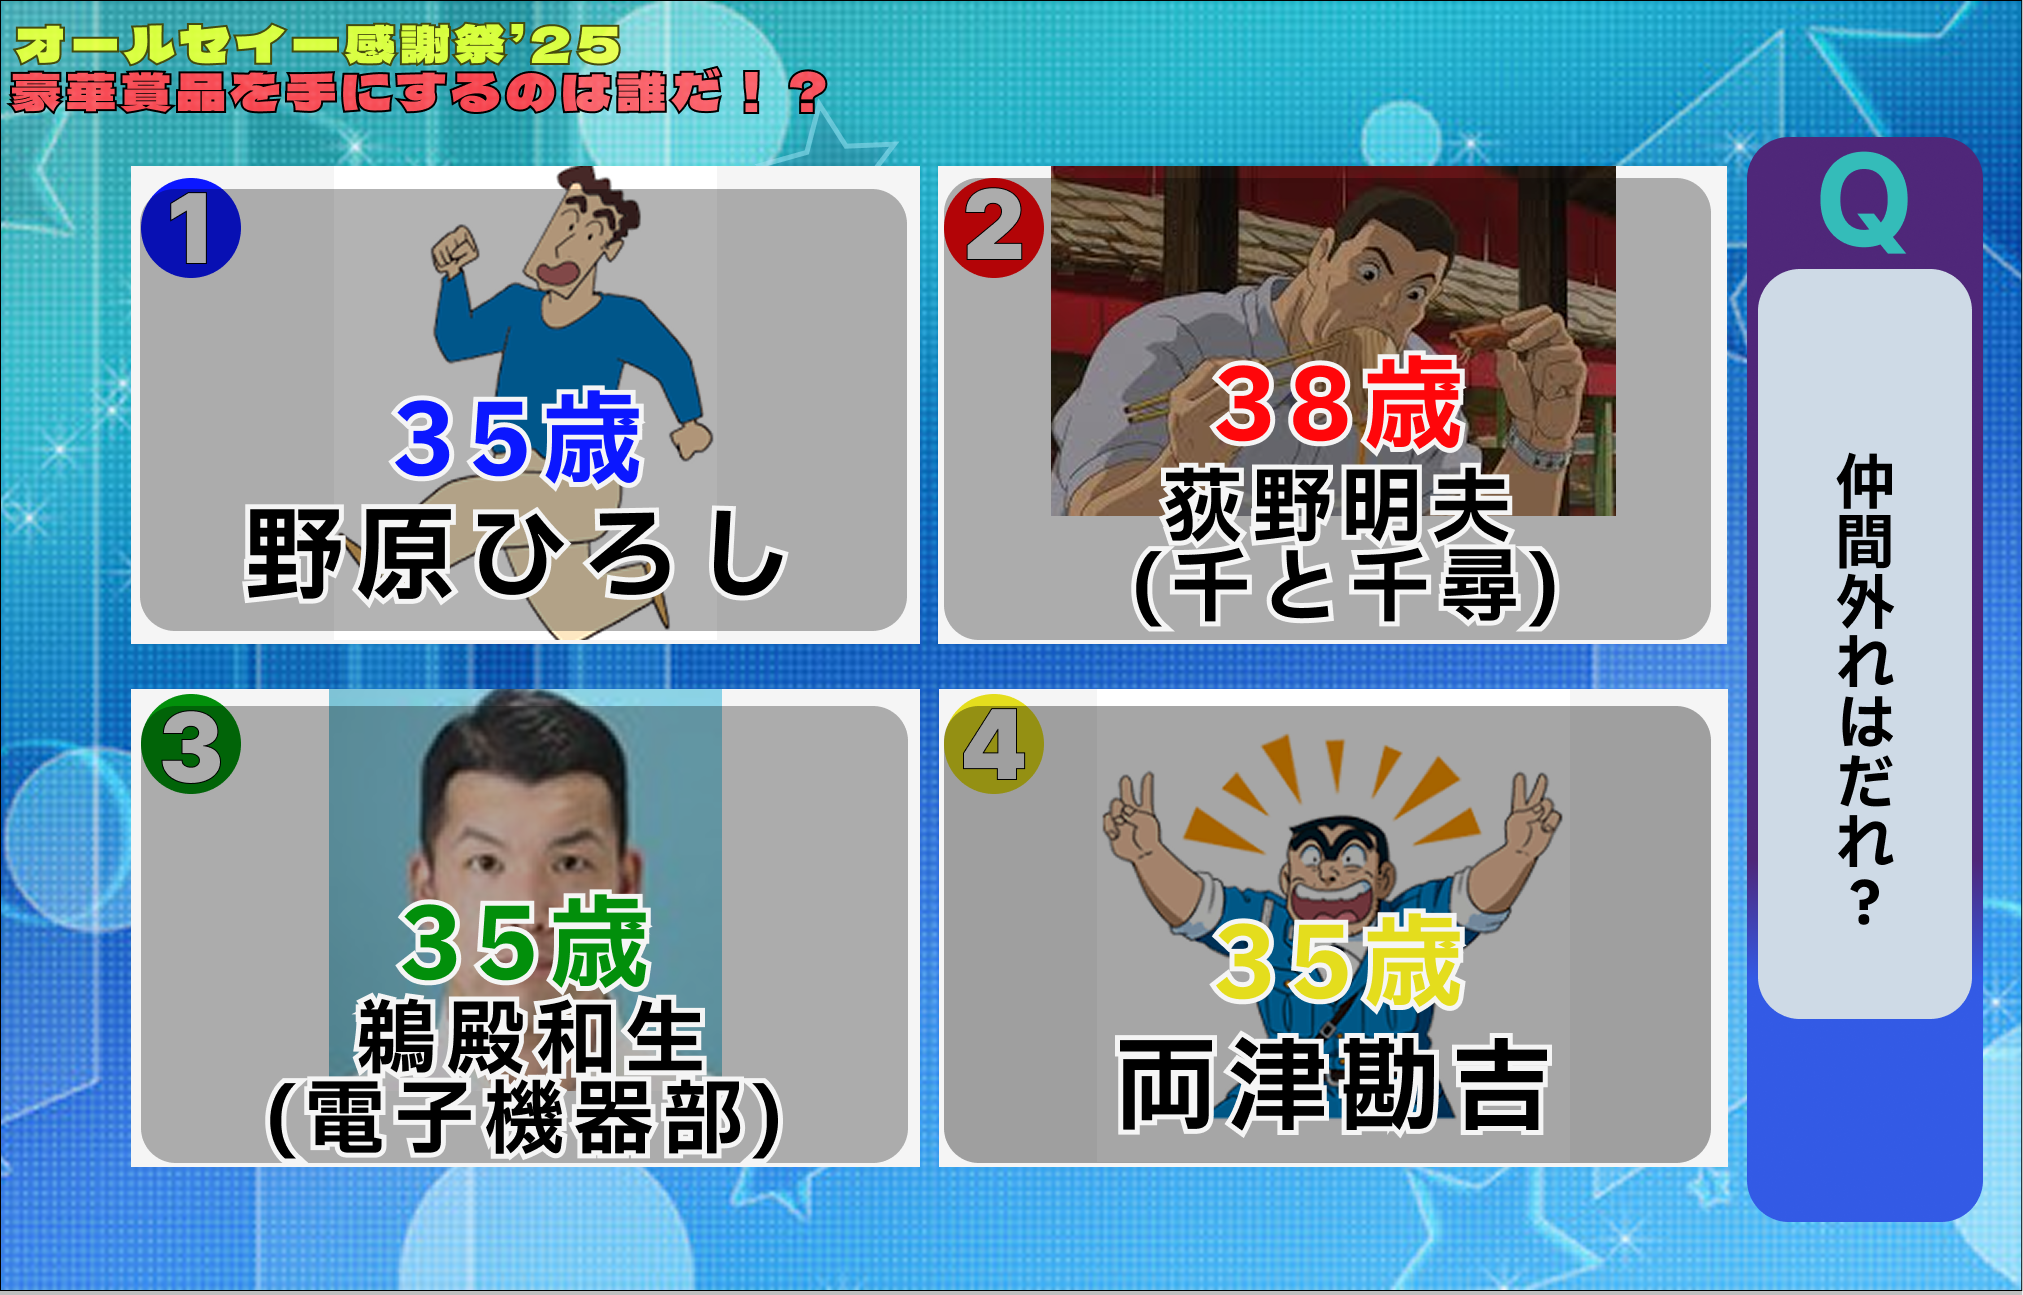 オールセイー感謝祭’25
豪華賞品を手にするのは誰だ！？
1
35歳
野原ひろし
2
38歳
荻野明夫
(千と千尋)
3
35歳
鵜殿和生
(電子機器部)
4
35歳
両津勘吉
Q
仲間外れはだれ？